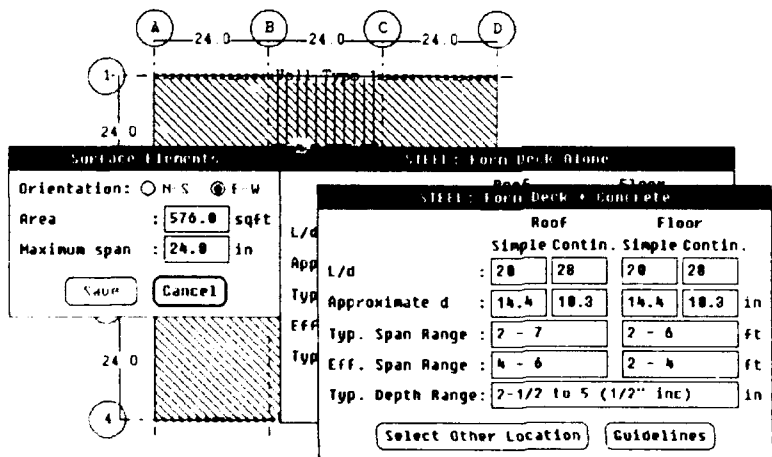 A B C D
24.0 24.0 24.0
1
24 0
Surface Elements
Orientation: N-S E-W
Area : 576.0 sqft
Maximum span : 24.0 in
Save Cancel
24 0
4
STEEL: Form Deck Alone
Roof Floor
L/d
App
Typ
Eff
Typ
STEEL: Form Deck + Concrete
Roof Floor
Simple Contin. Simple Contin.
L/d : 20 28 20 28
Approximate d : 14.4 10.3 14.4 10.3 in
Typ. Span Range : 2 - 7 2 - 6 ft
Eff. Span Range : 4 - 6 2 - 4 ft
Typ. Depth Range: 2-1/2 to 5 (1/2" inc) in
Select Other Location Guidelines